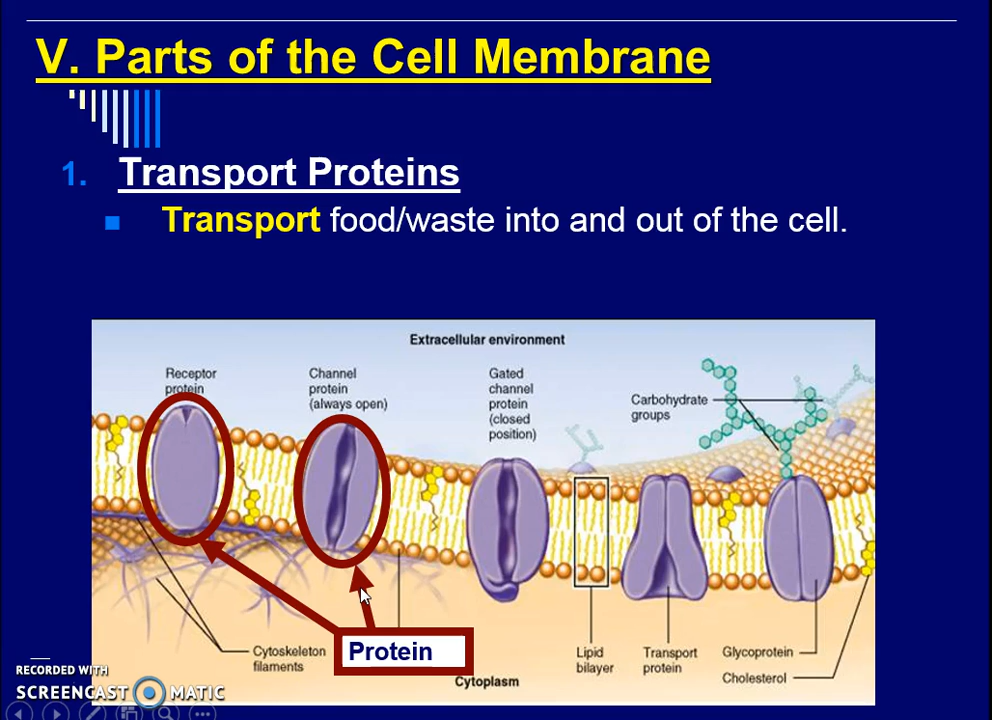 V. Parts of the Cell Membrane
1. Transport Proteins
Transport food/waste into and out of the cell.
Extracellular environment
Receptor
protein
Channel
protein
(always open)
Gated
channel
protein
(closed
position)
Carbohydrate
groups
Cytoskeleton
filaments
Protein
Cytoplasm
Lipid
bilayer
Transport
protein
Glycoprotein
Cholesterol
RECORDED WITH
SCREENCAST MATIC